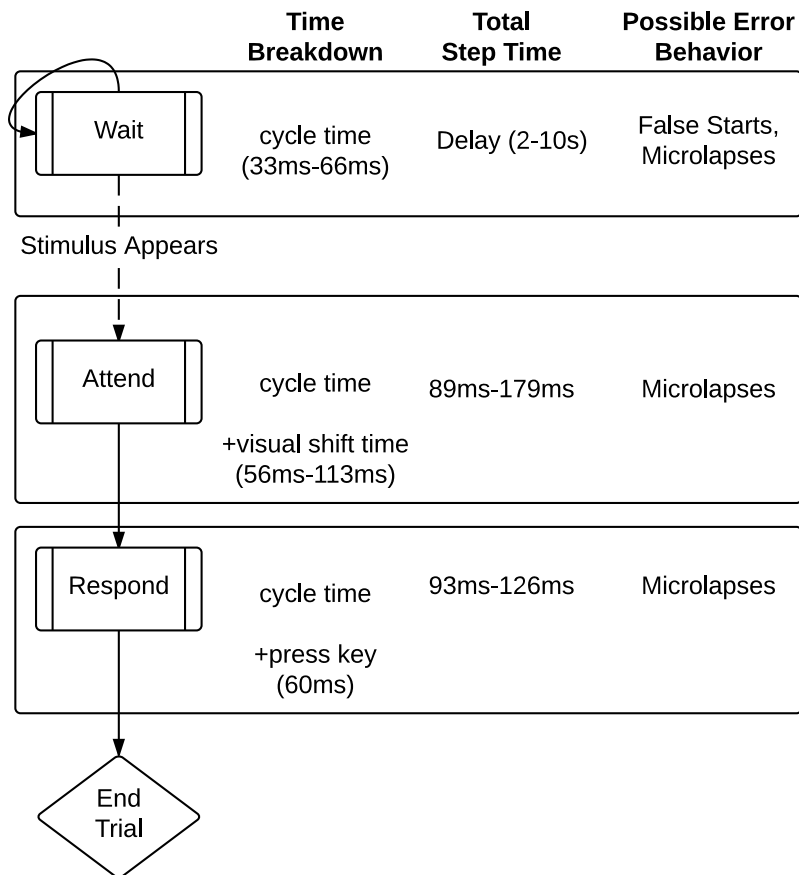 Time
Breakdown
Total
Step Time
Possible Error
Behavior
Wait
cycle time
(33ms-66ms)
Delay (2-10s)
False Starts,
Microlapses
Stimulus Appears
Attend
cycle time
+visual shift time
(56ms-113ms)
89ms-179ms
Microlapses
Respond
cycle time
+press key
(60ms)
93ms-126ms
Microlapses
End
Trial